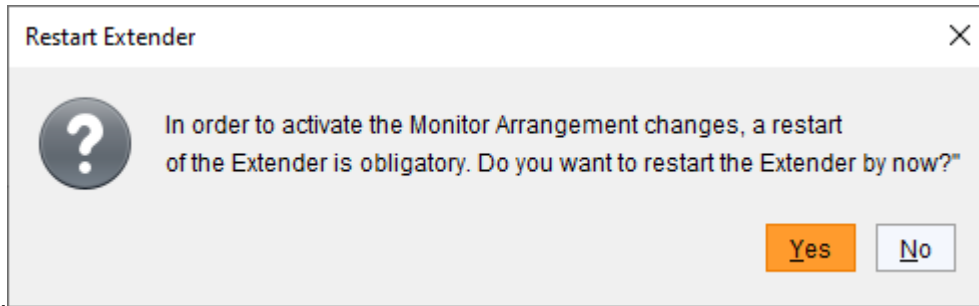 Restart Extender
?
In order to activate the Monitor Arrangement changes, a restart
of the Extender is obligatory. Do you want to restart the Extender by now?"
Yes
No